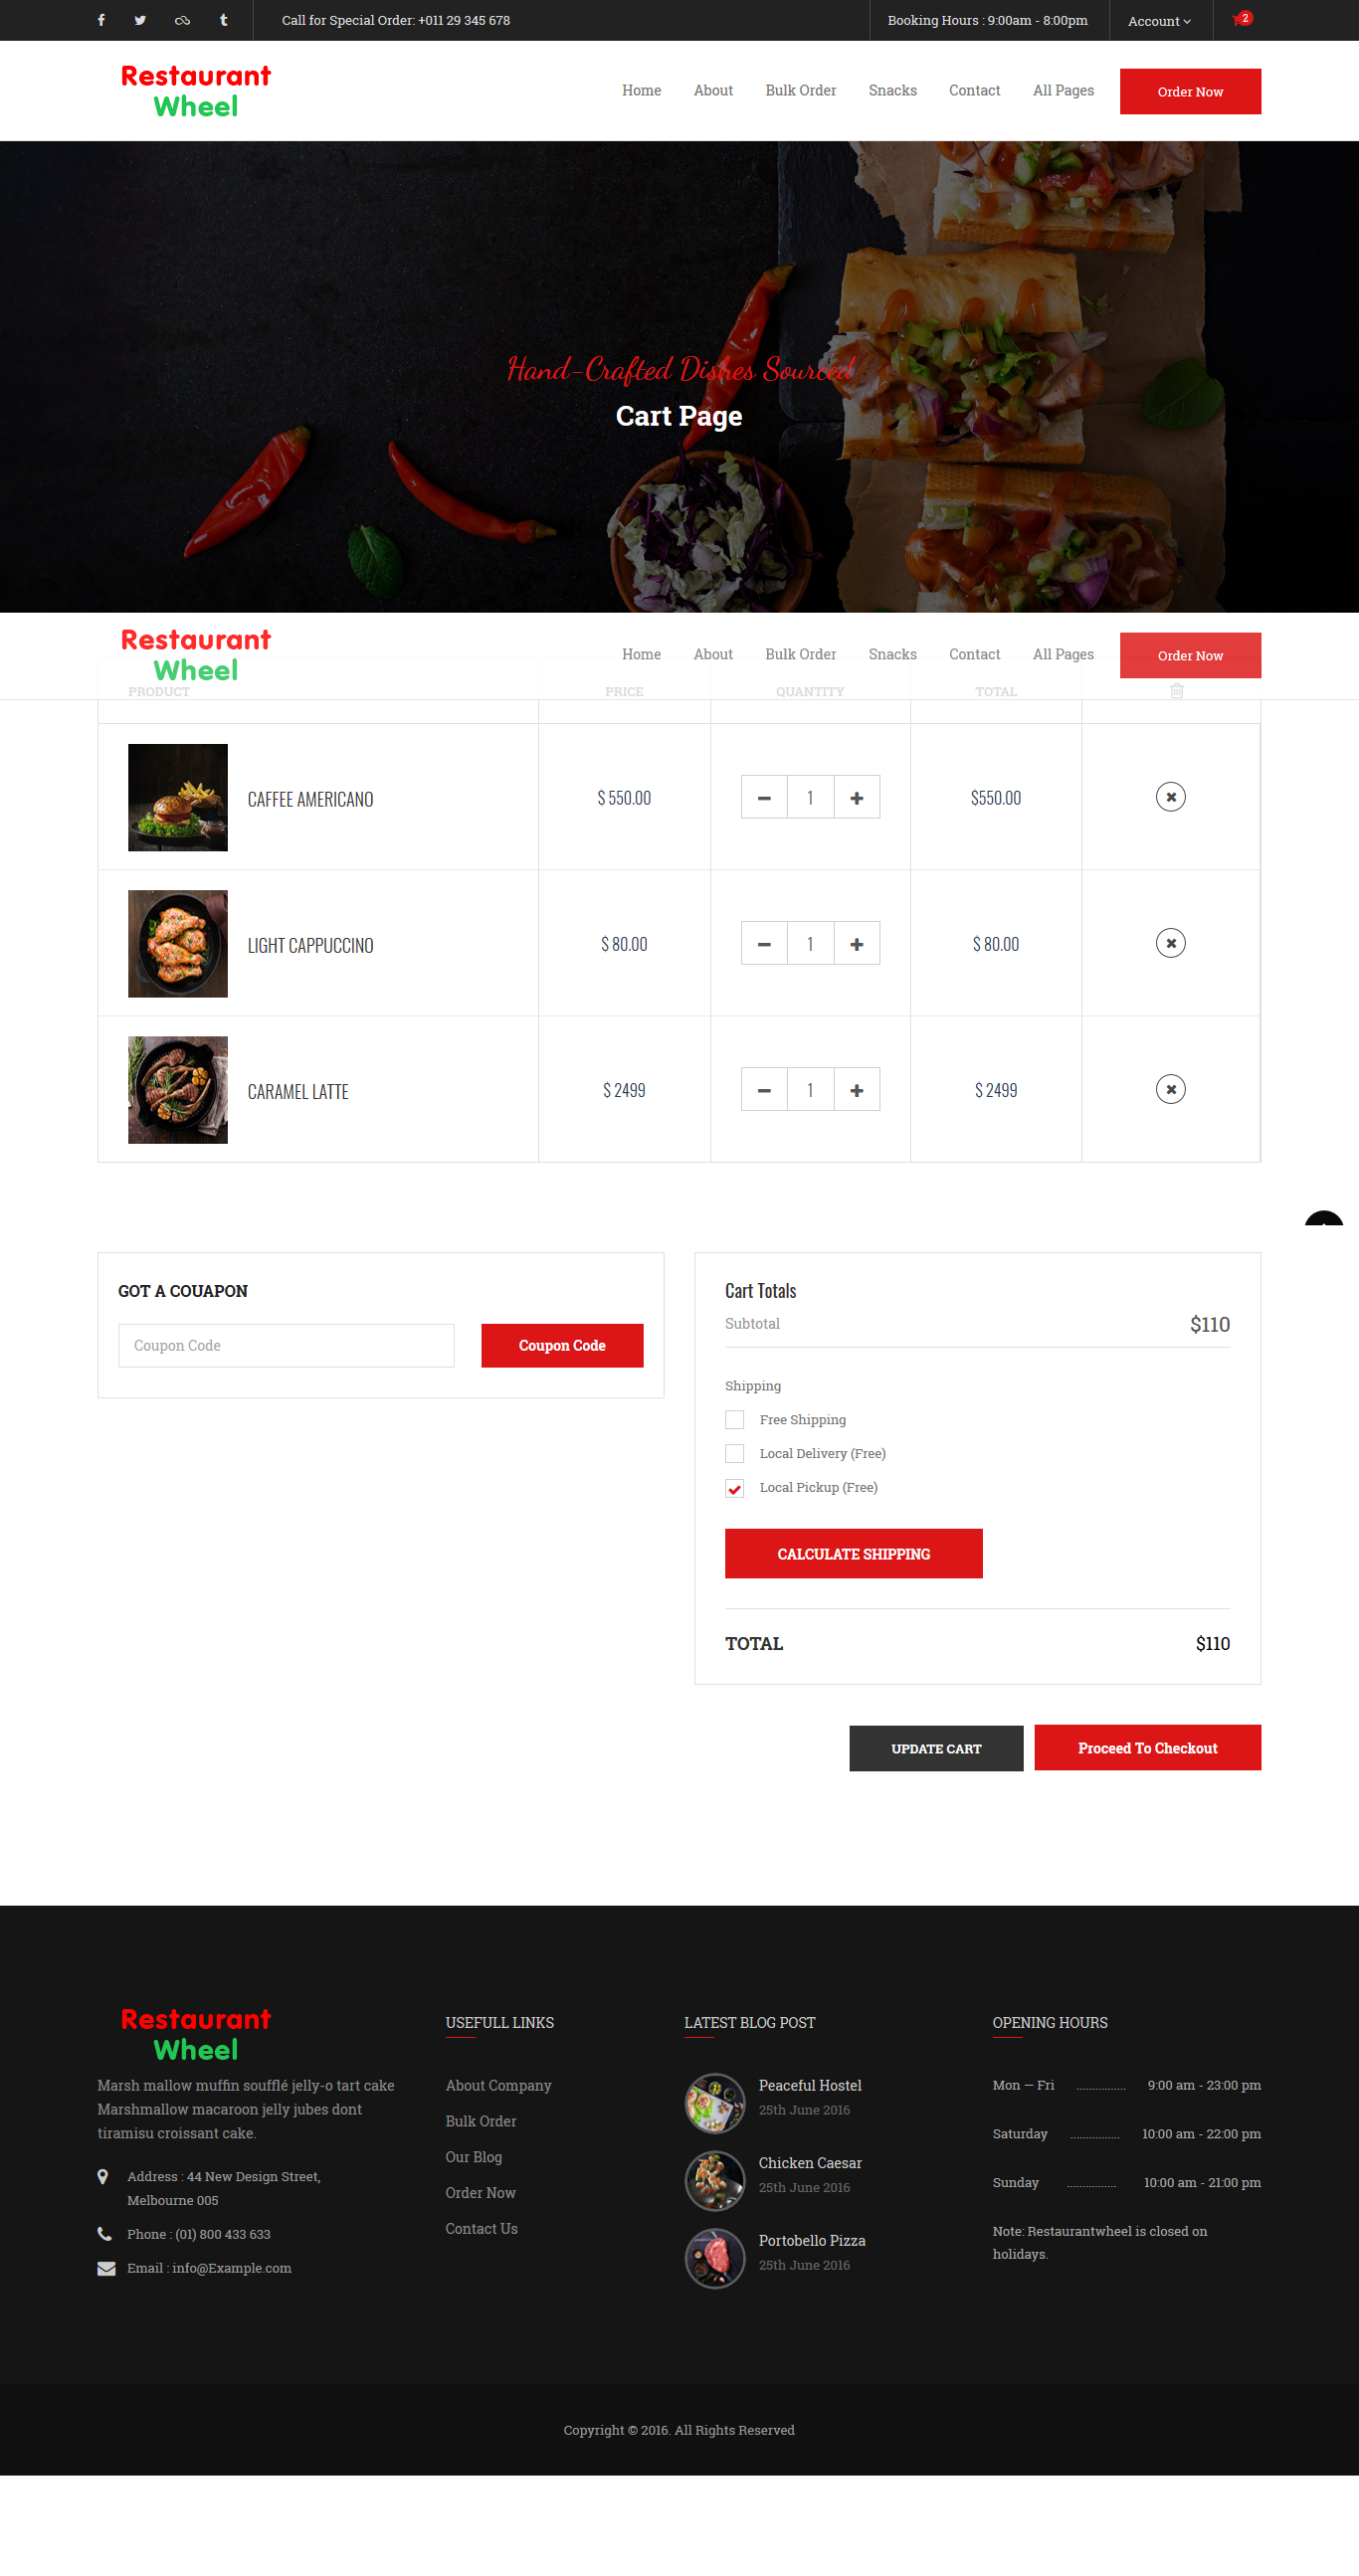 Call for Special Order: +011 29 345 678
Booking Hours : 9:00am - 8:00pm
Account
2
Restaurant
Wheel
Home
About
Bulk Order
Snacks
Contact
All Pages
Order Now
Hand-Crafted Dishes Sourced
Cart Page
Restaurant
Wheel
Home
About
Bulk Order
Snacks
Contact
All Pages
Order Now
PRODUCT
PRICE
QUANTITY
TOTAL
CAFFEE AMERICANO
$ 550.00
1
$550.00
LIGHT CAPPUCCINO
$ 80.00
1
$ 80.00
CARAMEL LATTE
$ 2499
1
$ 2499
GOT A COUAPON
Coupon Code
Coupon Code
Cart Totals
Subtotal
$110
Shipping
Free Shipping
Local Delivery (Free)
Local Pickup (Free)
CALCULATE SHIPPING
TOTAL
$110
UPDATE CART
Proceed To Checkout
Restaurant
Wheel
Marsh mallow muffin soufflé jelly-o tart cake
Marshmallow macaroon jelly jubes dont
tiramisu croissant cake.
Address : 44 New Design Street,
Melbourne 005
Phone : (01) 800 433 633
Email : info@Example.com
USEFULL LINKS
About Company
Bulk Order
Our Blog
Order Now
Contact Us
LATEST BLOG POST
Peaceful Hostel
25th June 2016
Chicken Caesar
25th June 2016
Portobello Pizza
25th June 2016
OPENING HOURS
Mon — Fri ................ 9:00 am - 23:00 pm
Saturday ................ 10:00 am - 22:00 pm
Sunday ................ 10:00 am - 21:00 pm
Note: Restaurantwheel is closed on
holidays.
Copyright © 2016. All Rights Reserved